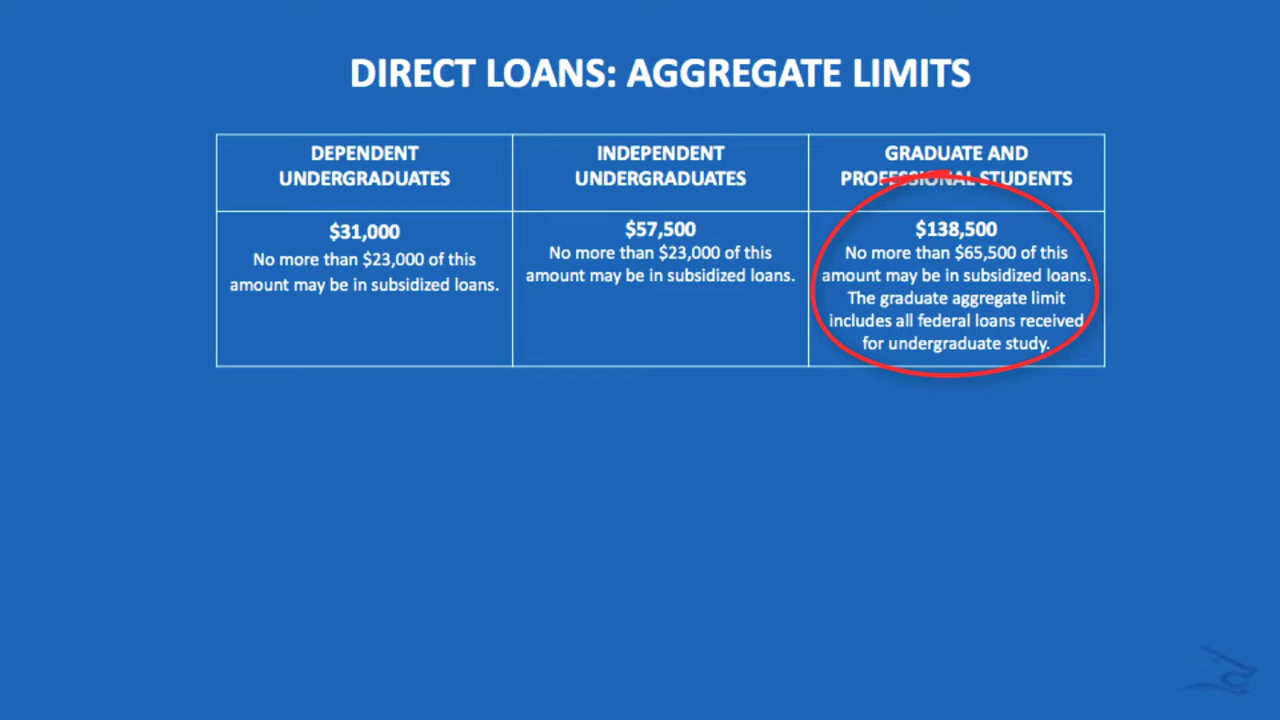 DIRECT LOANS: AGGREGATE LIMITS
DEPENDENT
UNDERGRADUATES
INDEPENDENT
UNDERGRADUATES
GRADUATE AND
PROFESSIONAL STUDENTS
$31,000
No more than $23,000 of this
amount may be in subsidized loans.
$57,500
No more than $23,000 of this
amount may be in subsidized loans.
$138,500
No more than $65,500 of this
amount may be in subsidized loans.
The graduate aggregate limit
includes all federal loans received
for undergraduate study.